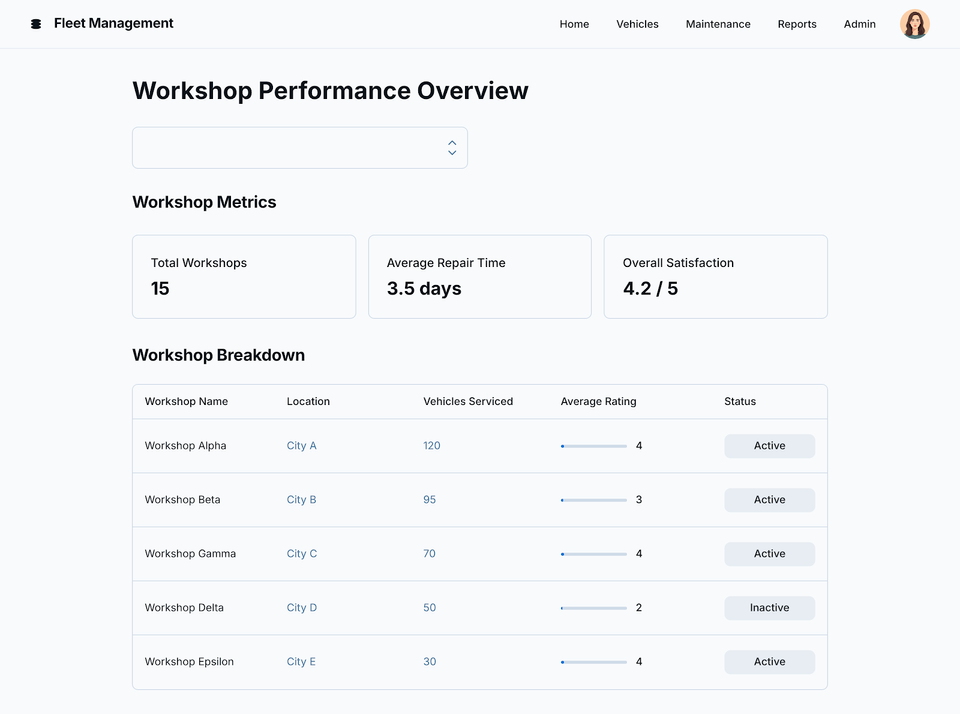 Fleet Management
Home Vehicles Maintenance Reports Admin
Workshop Performance Overview
Workshop Metrics
Total Workshops Average Repair Time Overall Satisfaction
15 3.5 days 4.2 / 5
Workshop Breakdown
Workshop Name Location Vehicles Serviced Average Rating Status
Workshop Alpha City A 120 4 Active
Workshop Beta City B 95 3 Active
Workshop Gamma City C 70 4 Active
Workshop Delta City D 50 2 Inactive
Workshop Epsilon City E 30 4 Active